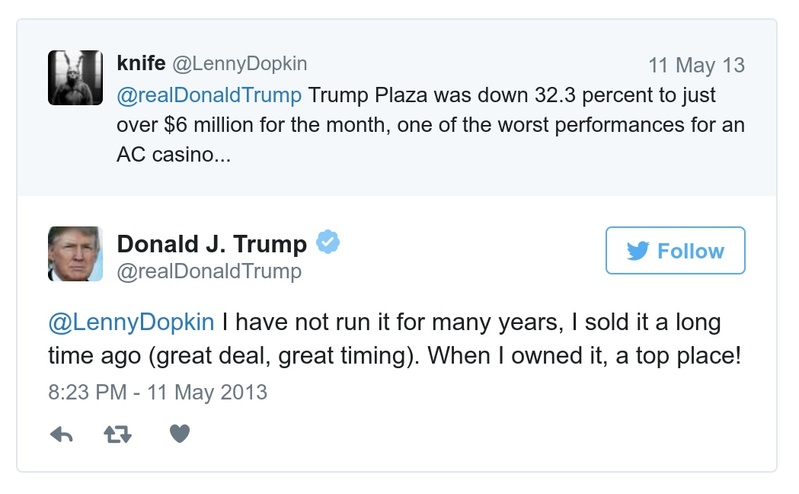 knife @LennyDopkin 11 May 13
@realDonaldTrump Trump Plaza was down 32.3 percent to just
over $6 million for the month, one of the worst performances for an
AC casino...
Donald J. Trump
@realDonaldTrump
Follow
@LennyDopkin I have not run it for many years, I sold it a long
time ago (great deal, great timing). When I owned it, a top place!
8:23 PM - 11 May 2013